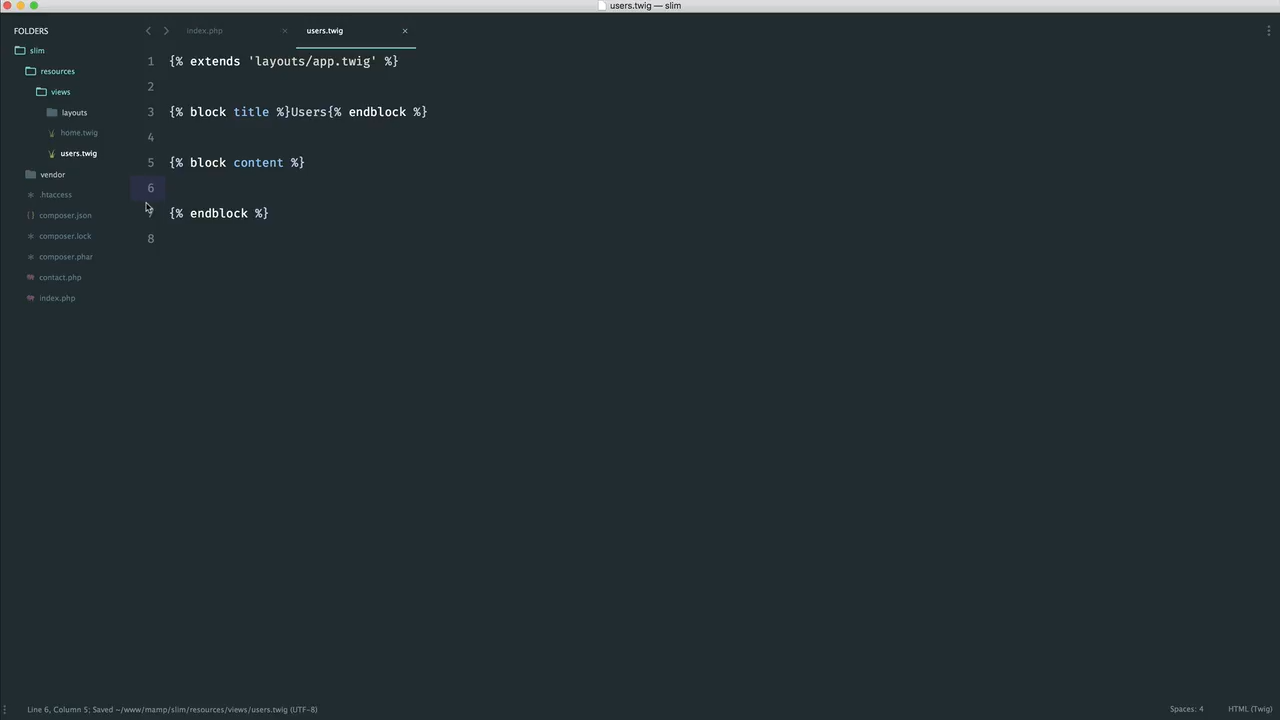 users.twig — slim
FOLDERS
slim
resources
views
layouts
home.twig
users.twig
vendor
.htaccess
composer.json
composer.lock
composer.phar
contact.php
index.php
index.php
users.twig
1 {% extends 'layouts/app.twig' %}
2
3 {% block title %}Users{% endblock %}
4
5 {% block content %}
6
7 {% endblock %}
8
Line 6, Column 5; Saved ~/www/mamp/slim/resources/views/users.twig (UTF-8)
Spaces: 4
HTML (Twig)